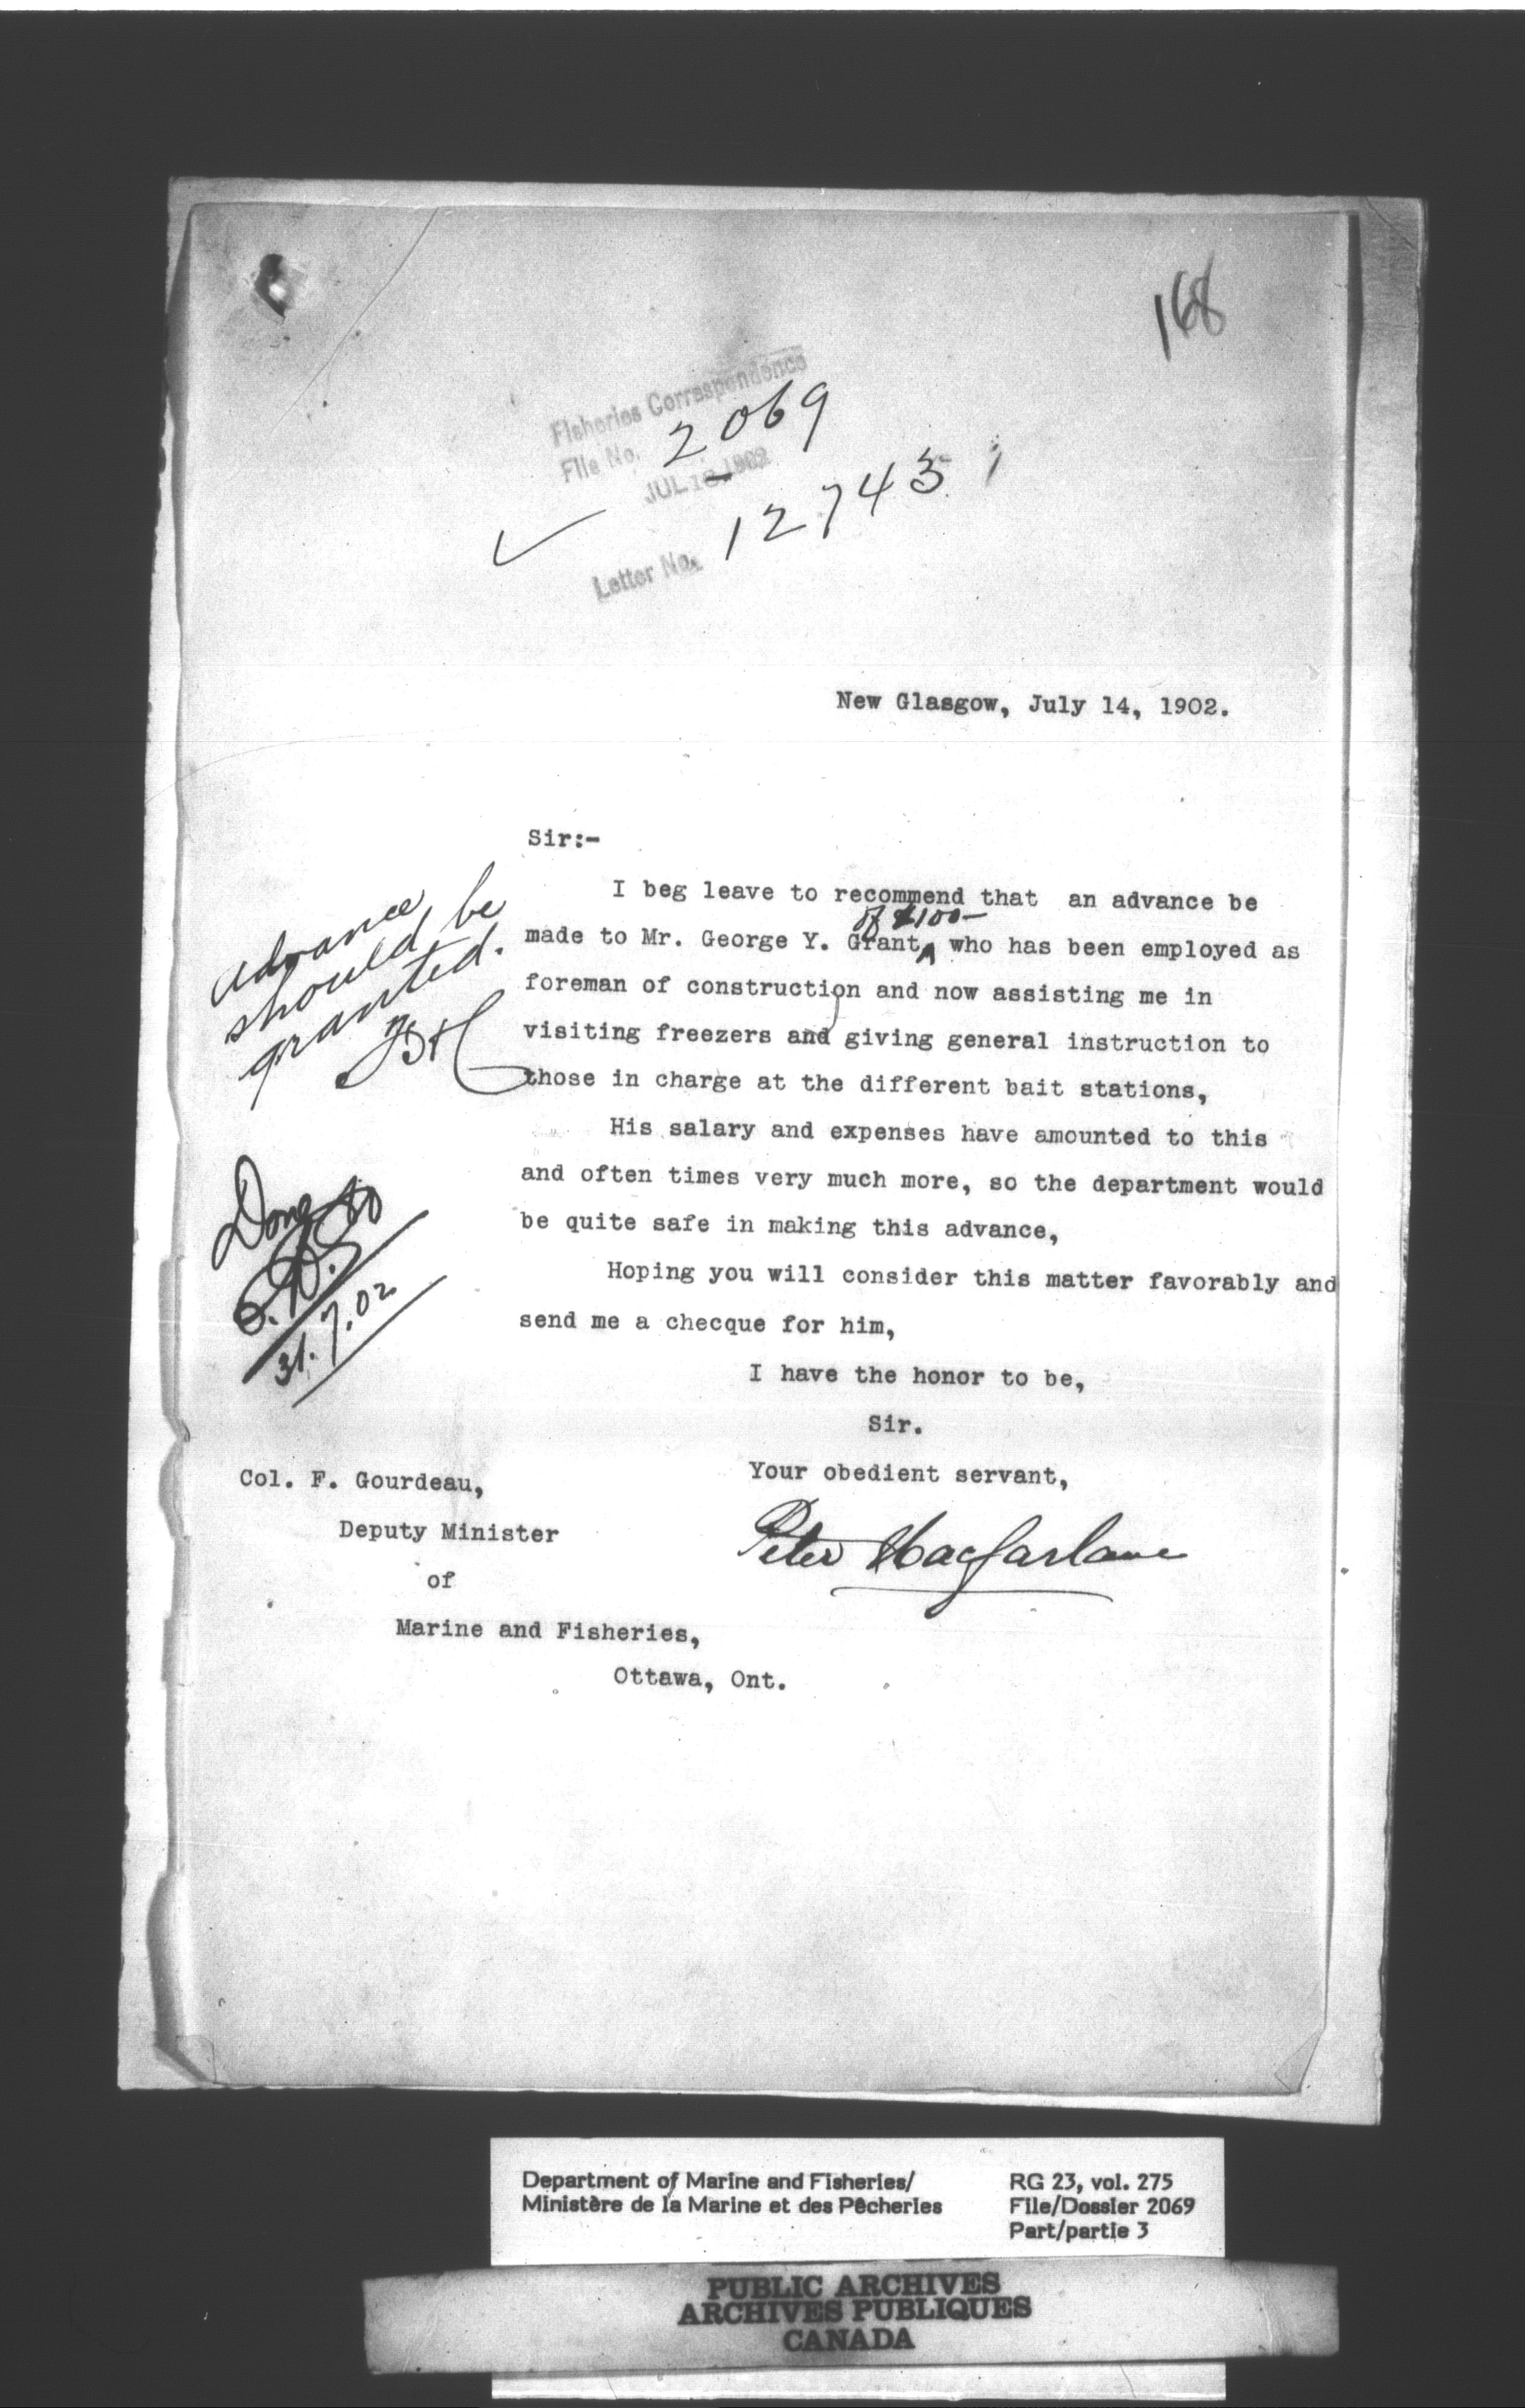 168
Fisheries Correspondence
File No. 2069
JUL 18 1902
Letter No. 12743
New Glasgow, July 14, 1902.
Sir:-
I beg leave to recommend that an advance be
of $100-
made to Mr. George Y. Grant, who has been employed as
foreman of construction and now assisting me in
visiting freezers and giving general instruction to
those in charge at the different bait stations,
His salary and expenses have amounted to this
and often times very much more, so the department would
be quite safe in making this advance,
Hoping you will consider this matter favorably and
send me a checque for him,
I have the honor to be,
Sir.
Your obedient servant,
Peter Macfarlane
Advance
should be
granted.
Done
31.7.02
Col. F. Gourdeau,
Deputy Minister
of
Marine and Fisheries,
Ottawa, Ont.
Department of Marine and Fisheries/
Ministère de la Marine et des Pêcheries
RG 23, vol. 275
File/Dossier 2069
Part/partie 3
PUBLIC ARCHIVES
ARCHIVES PUBLIQUES
CANADA